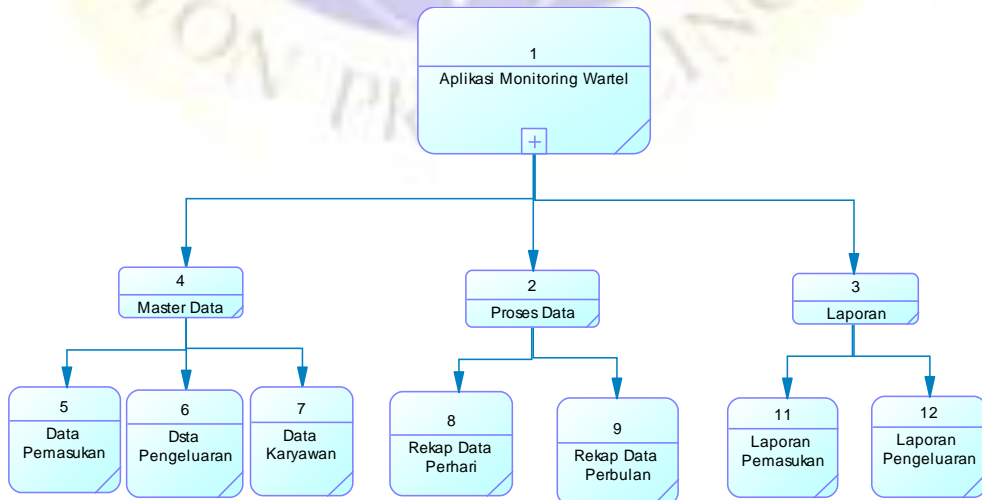 1
Aplikasi Monitoring Wartel
4
Master Data
2
Proses Data
3
Laporan
5
Data
Pemasukan
6
Dsta
Pengeluaran
7
Data
Karyawan
8
Rekap Data
Perhari
9
Rekap Data
Perbulan
11
Laporan
Pemasukan
12
Laporan
Pengeluaran